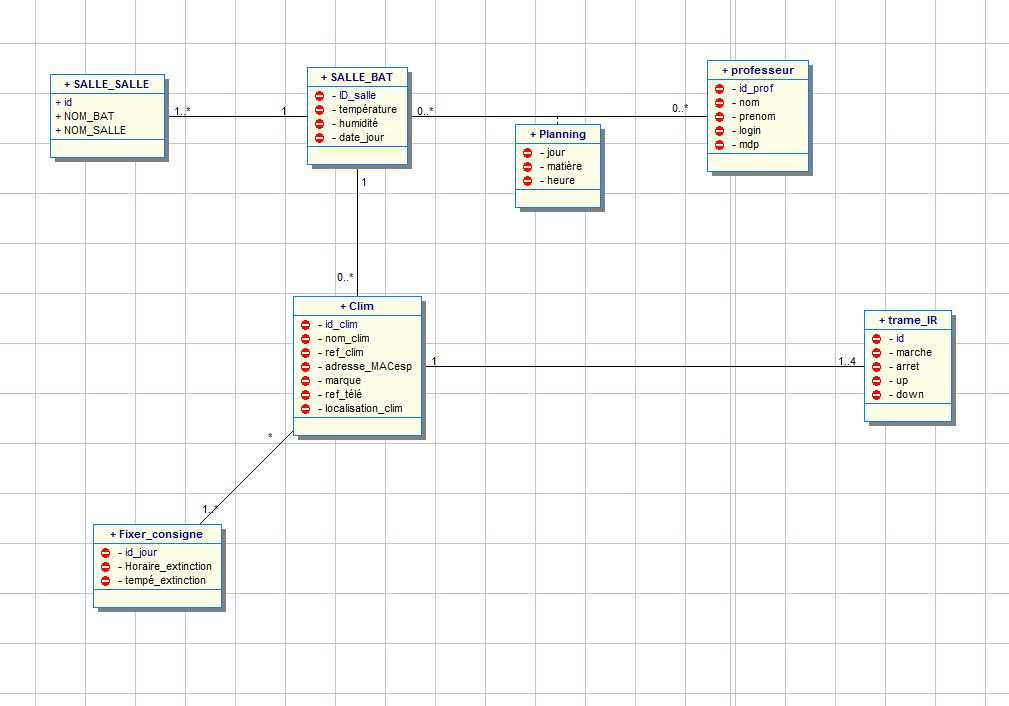 + SALLE_SALLE
+ id
+ NOM_BAT
+ NOM_SALLE
1..*
1
+ SALLE_BAT
- ID_salle
- température
- humidité
- date_jour
0..*
0..*
+ Planning
- jour
- matière
- heure
+ professeur
- id_prof
- nom
- prenom
- login
- mdp
1
0..*
+ Clim
- id_clim
- nom_clim
- ref_clim
- adresse_MACesp
- marque
- ref_télé
- localisation_clim
1
1..4
+ trame_IR
- id
- marche
- arret
- up
- down
*
1..*
+ Fixer_consigne
- id_jour
- Horaire_extinction
- tempé_extinction